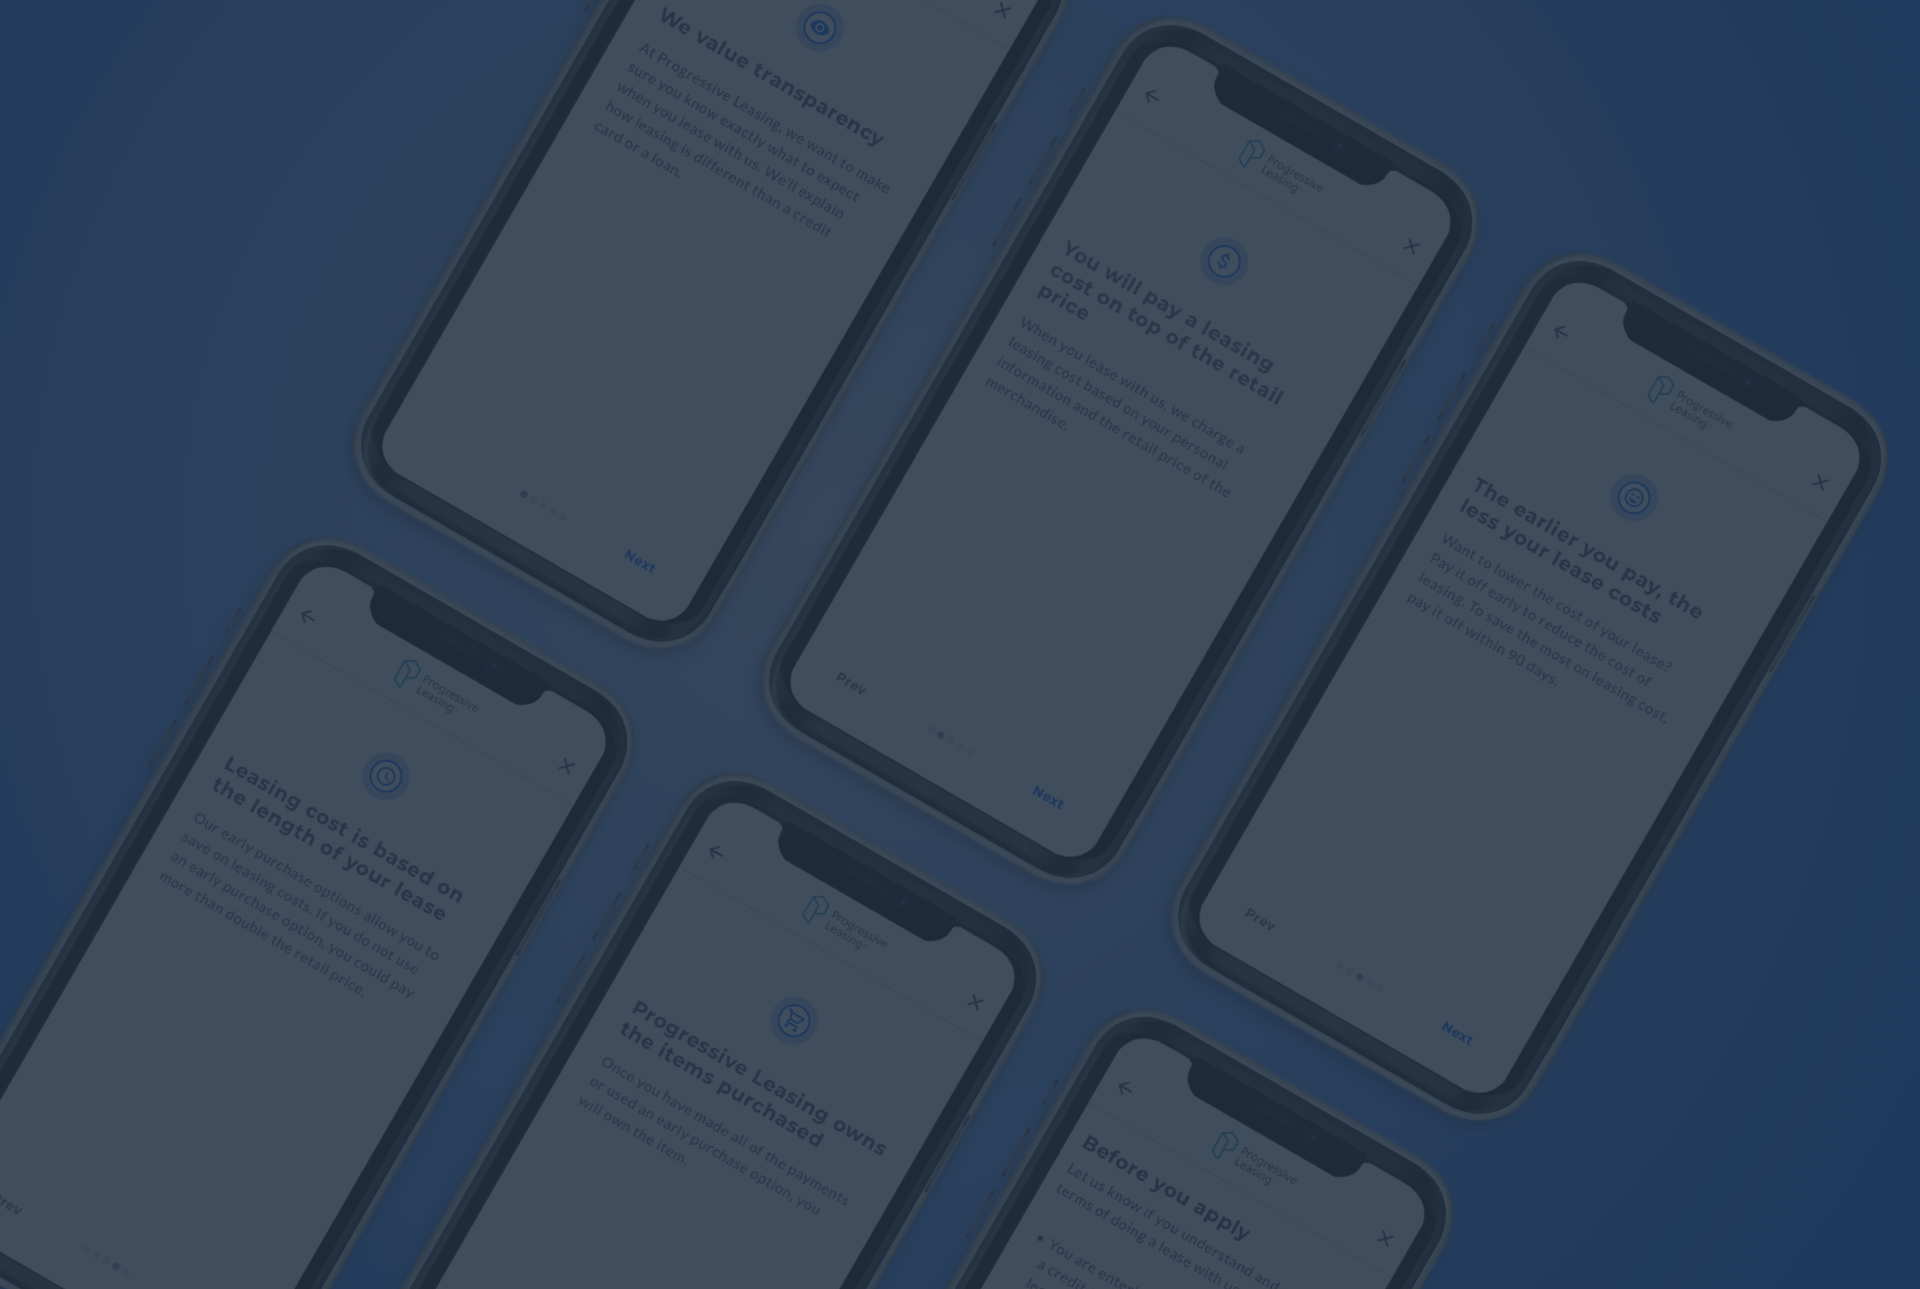 We value transparency
At Progressive Leasing, we want to make
sure you know exactly what to expect
when you lease with us. We'll explain
how leasing is different than a credit
card or a loan.
Next
Progressive
Leasing
You will pay a leasing
cost on top of the retail
price
When you lease with us, we charge a
leasing cost based on your personal
information and the retail price of the
merchandise.
Prev
Next
Progressive
Leasing
The earlier you pay, the
less your lease costs
Want to lower the cost of your lease?
Pay it off early to reduce the cost of
leasing. To save the most on leasing cost,
pay it off within 90 days.
Prev
Next
Progressive
Leasing
Leasing cost is based on
the length of your lease
Our early purchase options allow you to
save on leasing costs. If you do not use
an early purchase option, you could pay
more than double the retail price.
Prev
Progressive
Leasing
Progressive Leasing owns
the items purchased
Once you have made all of the payments
or used an early purchase option, you
will own the item.
Progressive
Leasing
Before you apply
Let us know if you understand and
terms of doing a lease with
• You are
a